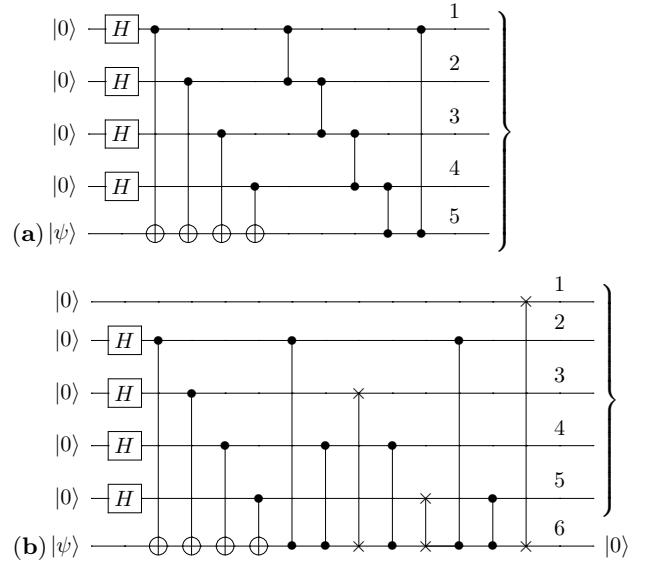 |0⟩ H 1
|0⟩ H 2
|0⟩ H 3
|0⟩ H 4
(a) |ψ⟩ 5
|0⟩ 1
|0⟩ H 2
|0⟩ H 3
|0⟩ H 4
|0⟩ H 5
(b) |ψ⟩ 6 |0⟩